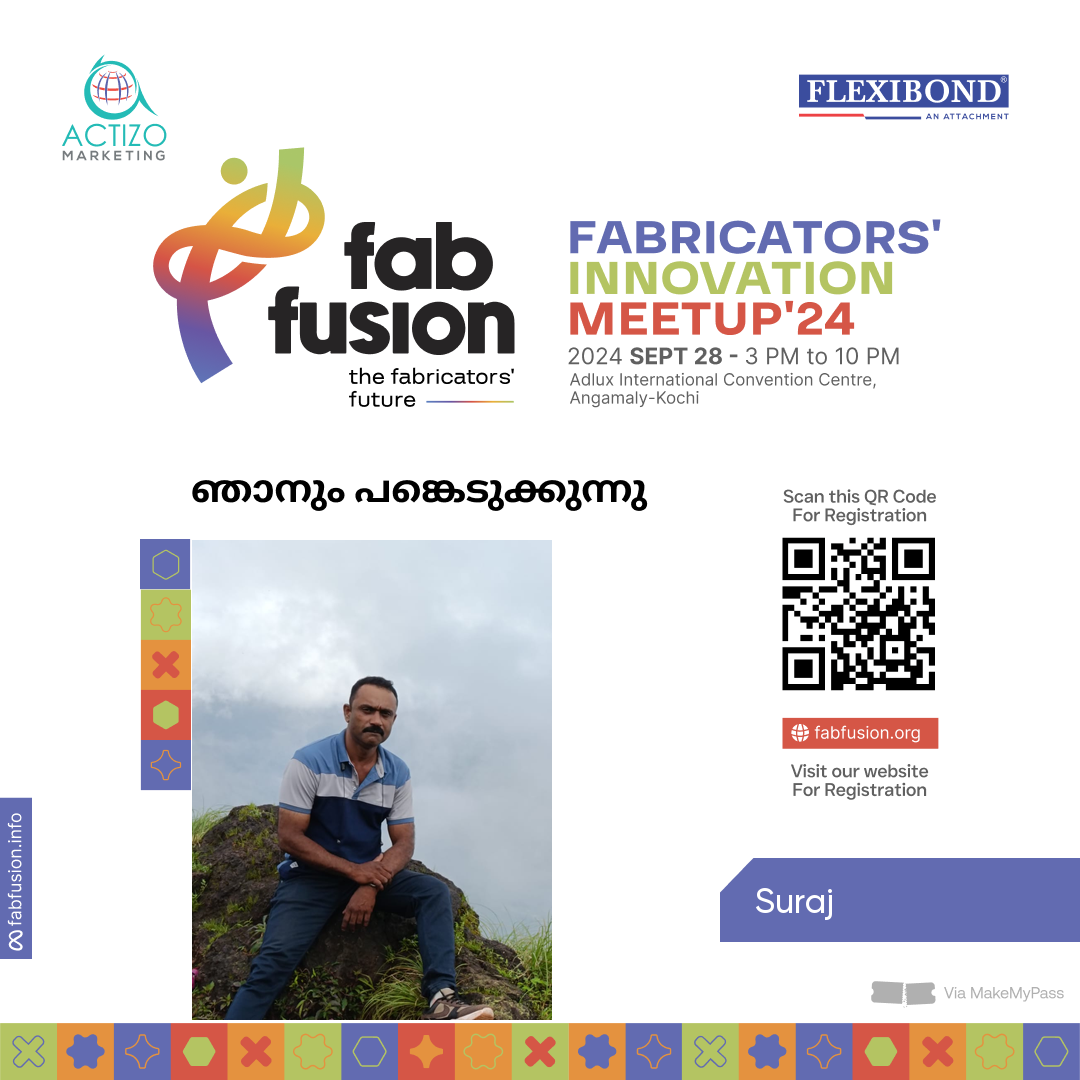 ACTIZO
MARKETING
FLEXIBOND®
AN ATTACHMENT
fab
fusion
the fabricators'
future
FABRICATORS'
INNOVATION
MEETUP'24
2024 SEPT 28 - 3 PM to 10 PM
Adlux International Convention Centre,
Angamaly-Kochi
ഞാനും പങ്കെടുക്കുന്നു
Scan this QR Code
For Registration
fabfusion.org
Visit our website
For Registration
fabfusion.info
Suraj
Via MakeMyPass